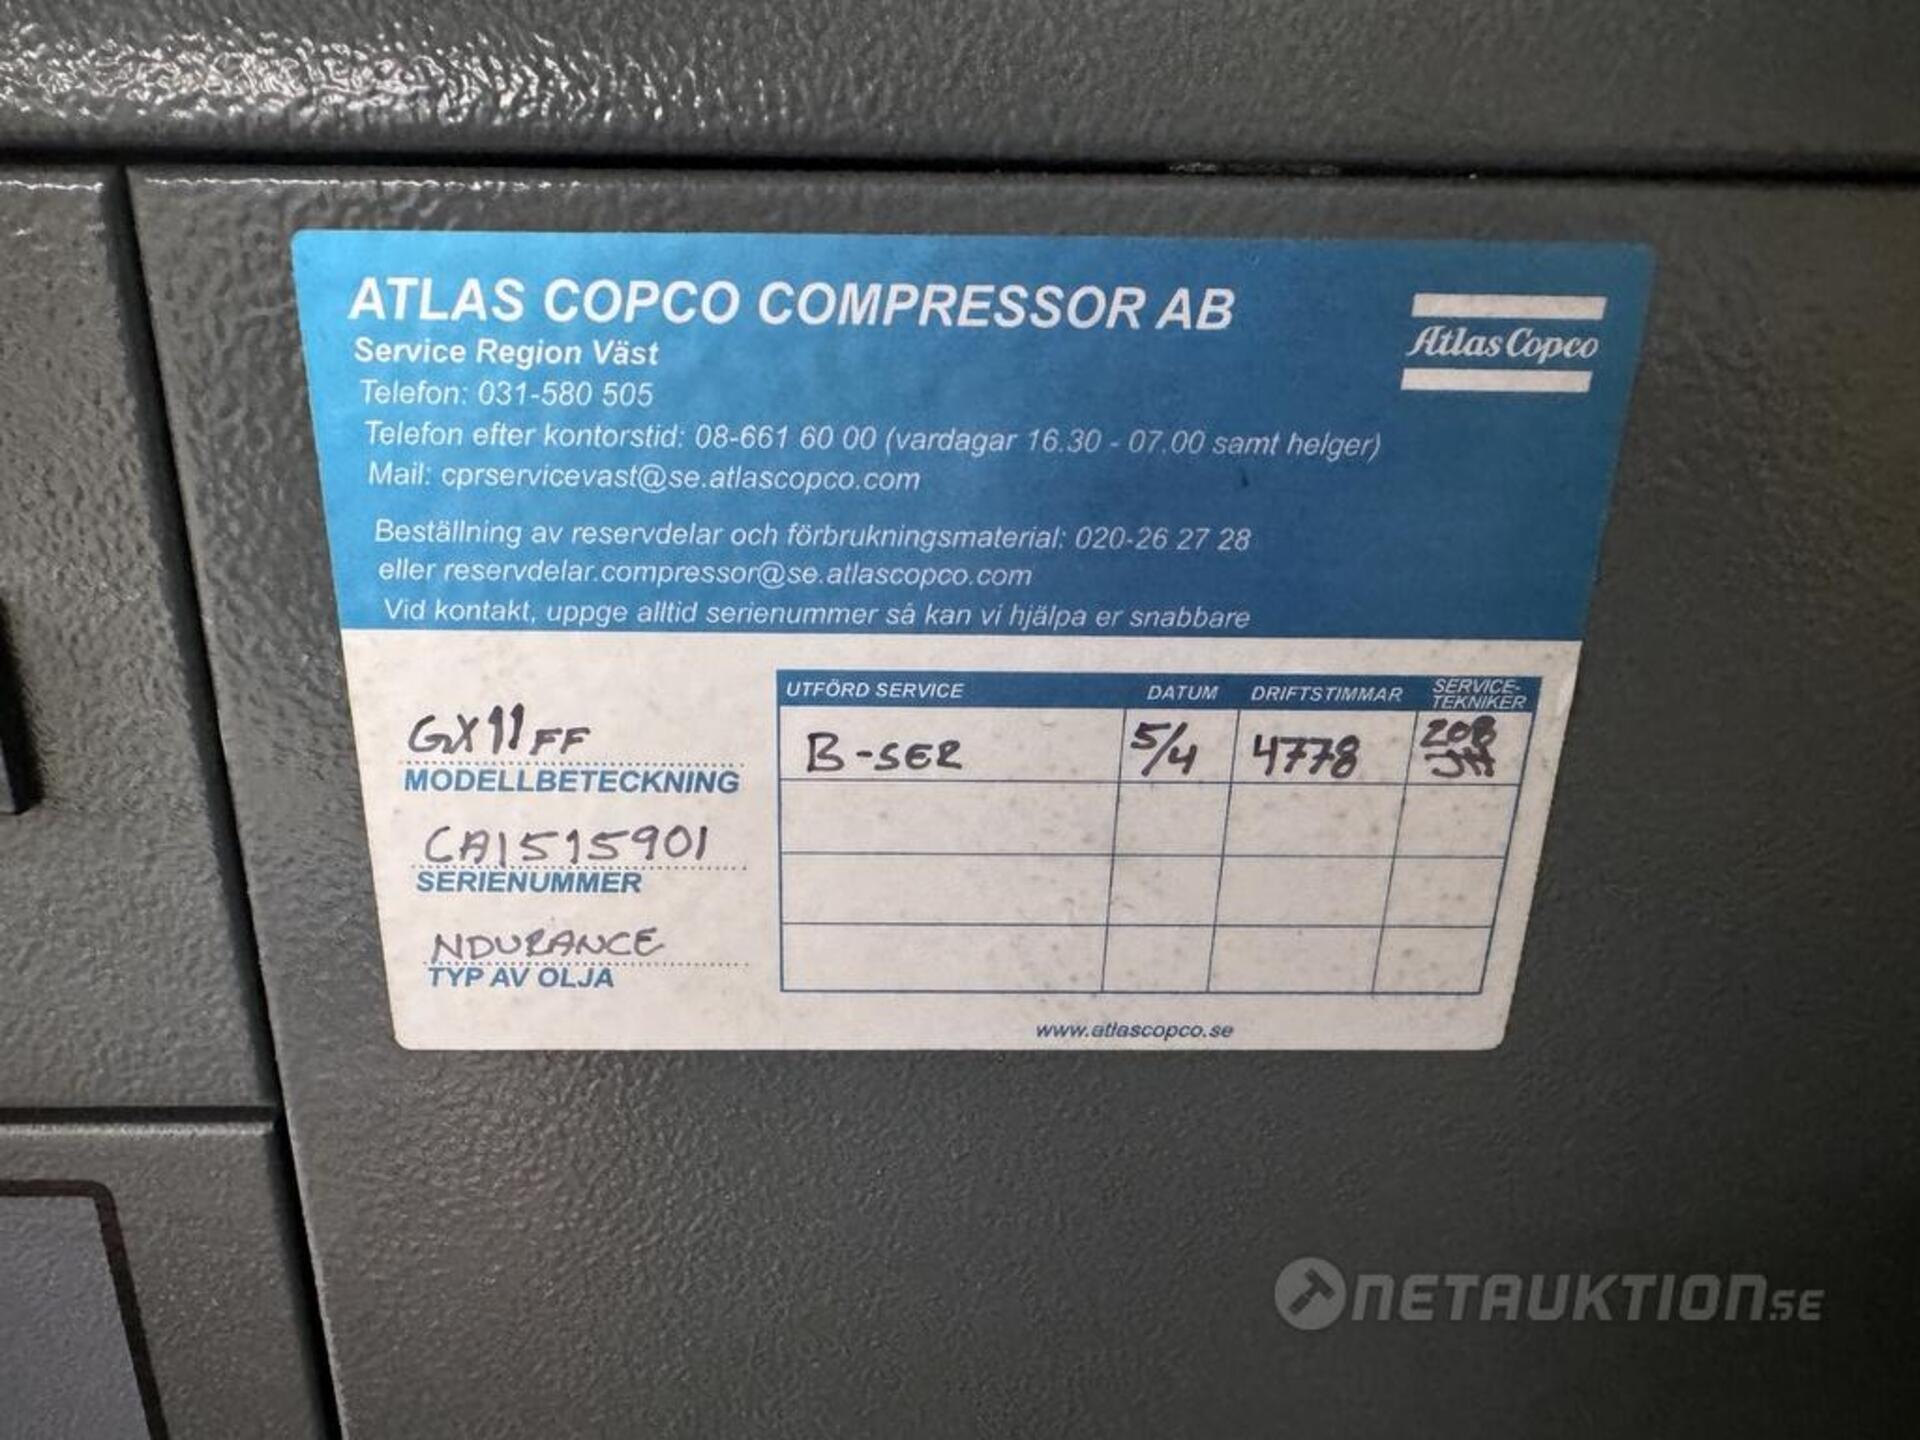 ATLAS COPCO COMPRESSOR AB
Service Region Väst
Telefon: 031-580 505
Telefon efter kontorstid: 08-661 60 00 (vardagar 16.30 - 07.00 samt helger)
Mail: cprservicevast@se.atlascopco.com
Beställning av reservdelar och förbrukningsmaterial: 020-26 27 28
eller reservdelar.compressor@se.atlascopco.com
Vid kontakt, uppge alltid serienummer så kan vi hjälpa er snabbare
Atlas Copco
GX11FF
MODELLBETECKNING
CAI515901
SERIENUMMER
NDURANCE
TYP AV OLJA
UTFÖRD SERVICE DATUM DRIFTSTIMMAR SERVICE-
TEKNIKER
B-SER 5/4 4778
www.atlascopco.se
NETAUKTION.SE